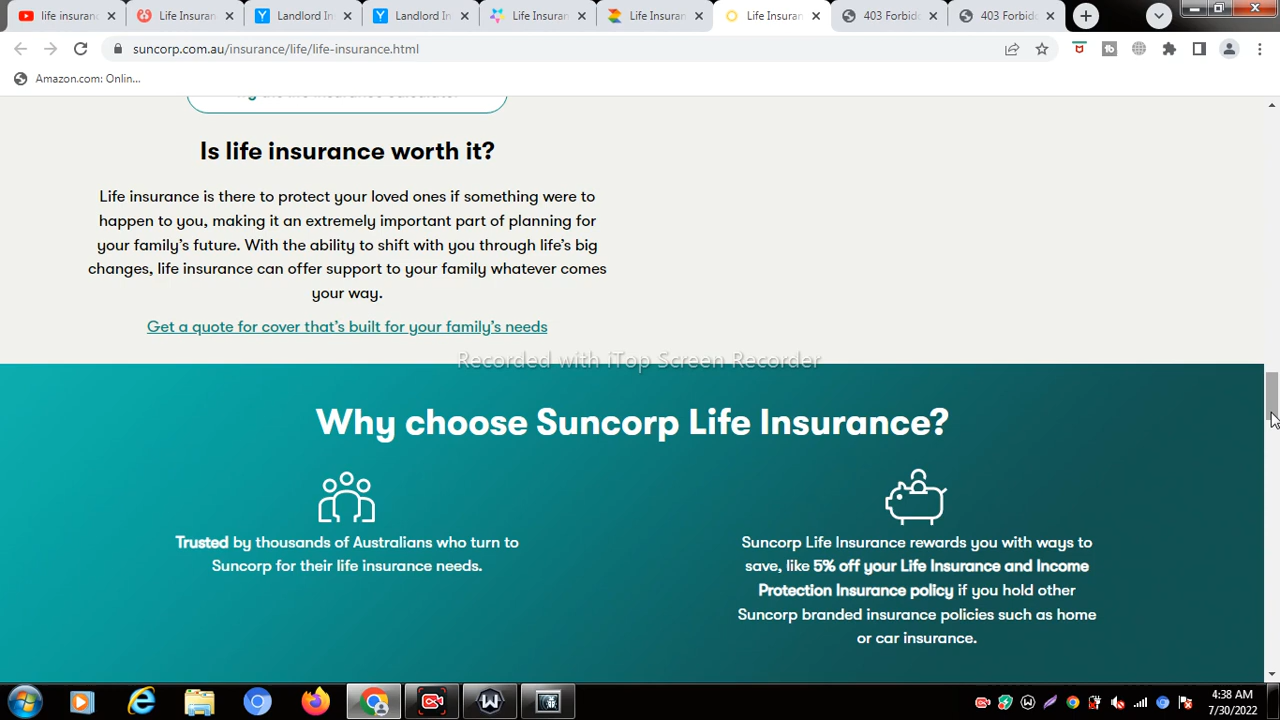 life insuranc
Life Insuran
Landlord In
Landlord In
Life Insuran
Life Insuran
Life Insuran
403 Forbid
403 Forbid
suncorp.com.au/insurance/life/life-insurance.html
Amazon.com: Onlin...
Is life insurance worth it?
Life insurance is there to protect your loved ones if something were to
happen to you, making it an extremely important part of planning for
your family's future. With the ability to shift with you through life's big
changes, life insurance can offer support to your family whatever comes
your way.
Get a quote for cover that's built for your family's needs
Recorded with iTop Screen Recorder
Why choose Suncorp Life Insurance?
Trusted by thousands of Australians who turn to
Suncorp for their life insurance needs.
Suncorp Life Insurance rewards you with ways to
save, like 5% off your Life Insurance and Income
Protection Insurance policy if you hold other
Suncorp branded insurance policies such as home
or car insurance.
4:38 AM
7/30/2022